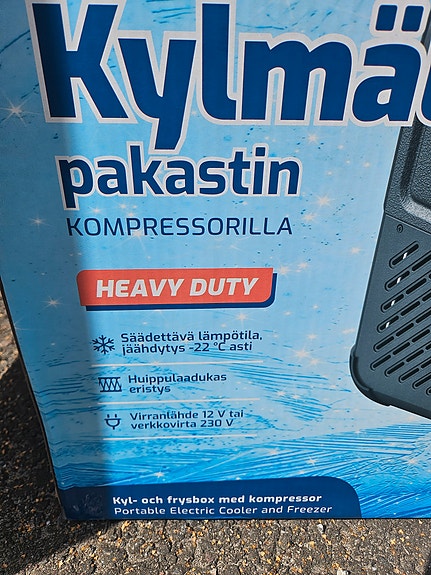 Kylmä
pakastin
KOMPRESSORILLA
HEAVY DUTY
Säädettävä lämpötila,
jäähdytys -22 °C asti
Huippulaadukas
eristys
Virranlähde 12 V tai
verkkovirta 230 V
Kyl- och frysbox med kompressor
Portable Electric Cooler and Freezer